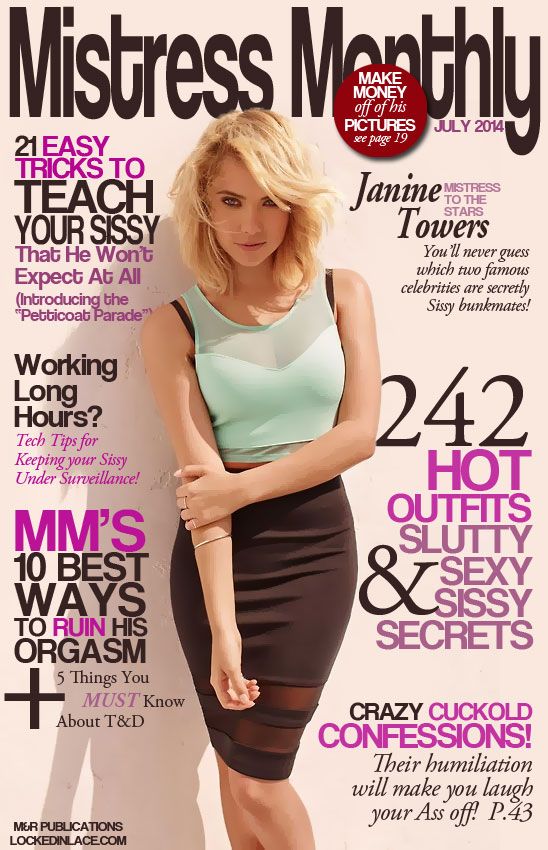 Mistress Monthly
MAKE
MONEY
off of his
PICTURES
see page 19
JULY 2014
21 EASY
TRICKS TO
TEACH
YOUR SISSY
That He Won't
Expect At All
(Introducing the
"Petticoat Parade")
Janine
Towers
MISTRESS
TO THE
STARS
You'll never guess
which two famous
celebrities are secretly
Sissy bunkmates!
Working
Long
Hours?
Tech Tips for
Keeping your Sissy
Under Surveillance!
242
HOT
OUTFITS
& SLUTTY
SEXY
SISSY
SECRETS
MM'S
10 BEST
WAYS
TO RUIN HIS
ORGASM
+ 5 Things You
MUST Know
About T&D
CRAZY CUCKOLD
CONFESSIONS!
Their humiliation
will make you laugh
your Ass off! P.43
M&R PUBLICATIONS
LOCKEDINLACE.COM